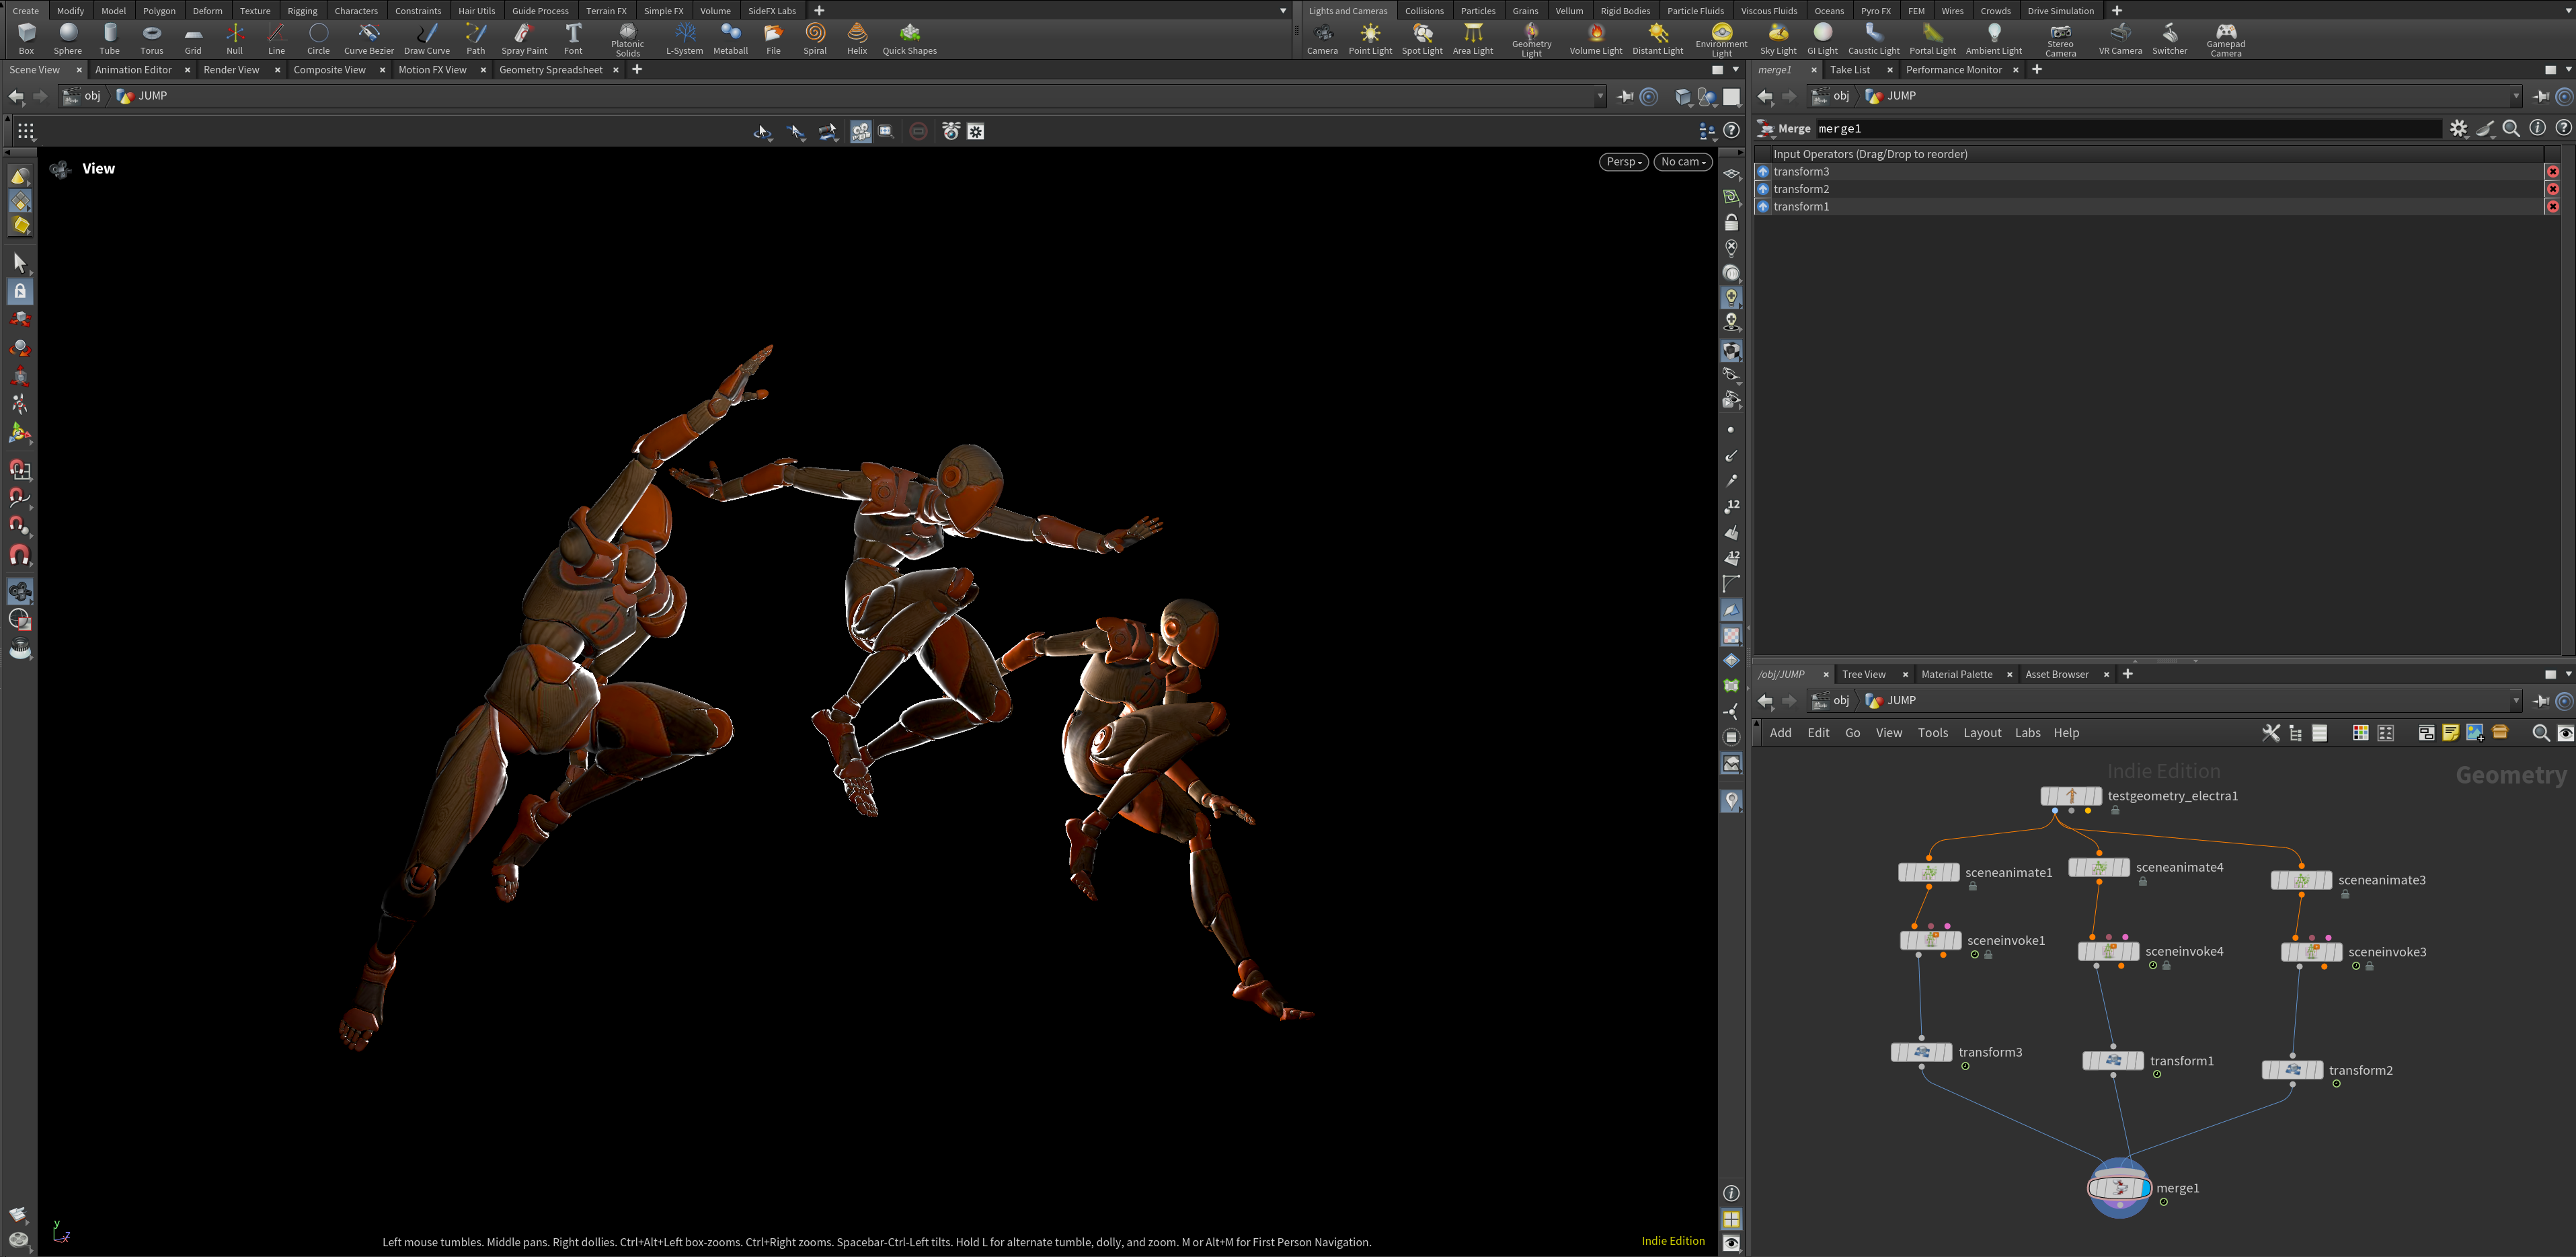 Create Modify Model Polygon Deform Texture Rigging Characters Constraints Hair Utils Guide Process Terrain FX Simple FX Volume SideFX Labs
Lights and Cameras Collisions Particles Grains Vellum Rigid Bodies Particle Fluids Viscous Fluids Oceans Pyro FX FEM Wires Crowds Drive Simulation
Box Sphere Tube Torus Grid Null Line Circle Curve Bezier Draw Curve Path Spray Paint Font Platonic Solids L-System Metaball File Spiral Helix Quick Shapes
Camera Point Light Spot Light Area Light Geometry Light Volume Light Distant Light Environment Light Sky Light GI Light Caustic Light Portal Light Ambient Light Stereo Camera VR Camera Switcher Gamepad Camera
Scene View Animation Editor Render View Composite View Motion FX View Geometry Spreadsheet
merge1 Take List Performance Monitor
obj JUMP
obj JUMP
Merge merge1
View
Persp No cam
Input Operators (Drag/Drop to reorder)
transform3
transform2
transform1
12
12
/obj/JUMP Tree View Material Palette Asset Browser
obj JUMP
Add Edit Go View Tools Layout Labs Help
Indie Edition
Geometry
testgeometry_electra1
sceneanimate1
sceneanimate4
sceneanimate3
sceneinvoke1
sceneinvoke4
sceneinvoke3
transform3
transform1
transform2
merge1
y
z
Left mouse tumbles. Middle pans. Right dollies. Ctrl+Alt+Left box-zooms. Ctrl+Right zooms. Spacebar-Ctrl-Left tilts. Hold L for alternate tumble, dolly, and zoom. M or Alt+M for First Person Navigation.
Indie Edition